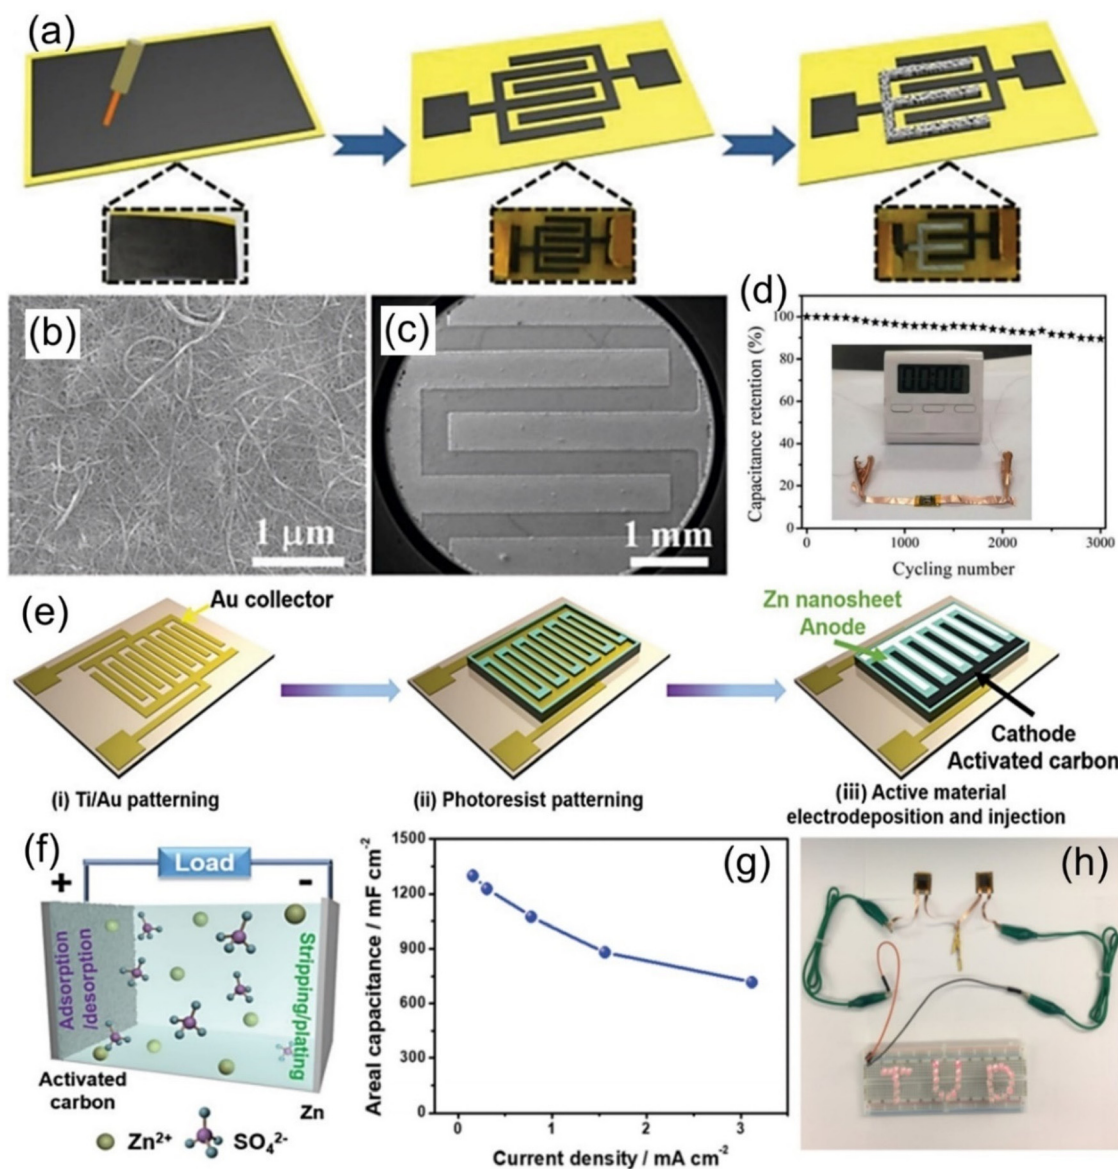 (a)
(b)
1 μm
(c)
1 mm
(d)
Capacitance retention (%)
100
80
60
40
20
0
0 1000 2000 3000
Cycling number
(e)
Au collector
Zn nanosheet
Anode
Cathode
Activated carbon
(i) Ti/Au patterning
(ii) Photoresist patterning
(iii) Active material
electrodeposition and injection
(f)
Load
+
-
Adsorption
/desorption
Stripping/plating
Activated
carbon
Zn
Zn²⁺
SO₄²⁻
(g)
Areal capacitance / mF cm⁻²
1500
1200
900
600
300
0
0 1 2 3
Current density / mA cm⁻²
(h)
TUD